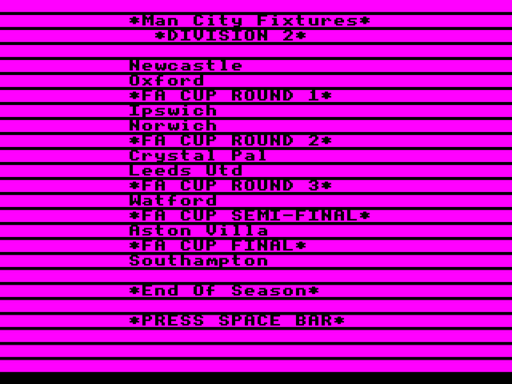 *Man City Fixtures*
*DIVISION 2*
Newcastle
Oxford
*FA CUP ROUND 1*
Ipswich
Norwich
*FA CUP ROUND 2*
Crystal Pal
Leeds Utd
*FA CUP ROUND 3*
Watford
*FA CUP SEMI-FINAL*
Aston Villa
*FA CUP FINAL*
Southampton
*End Of Season*
*PRESS SPACE BAR*